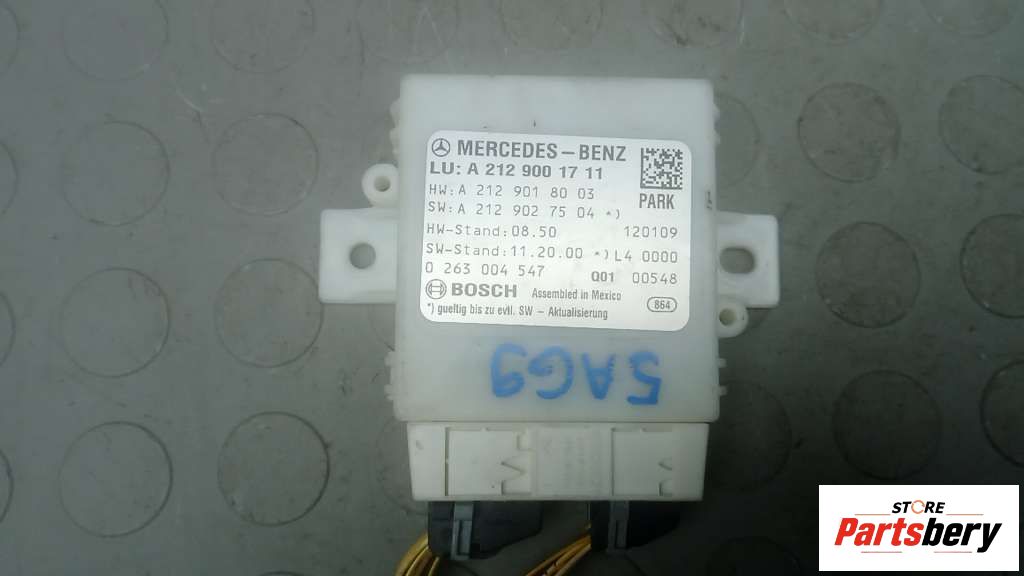 MERCEDES-BENZ
LU: A 212 900 17 11
HW: A 212 901 80 03
PARK
SW: A 212 902 75 04 *)
HW-Stand: 08.50 120109
SW-Stand: 11.20.00 *) L4 0000
0 263 004 547 Q01 00548
BOSCH Assembled in Mexico 864
*) gueltig bis zu evtl. SW - Aktualisierung
5AG9
STORE
Partsbery